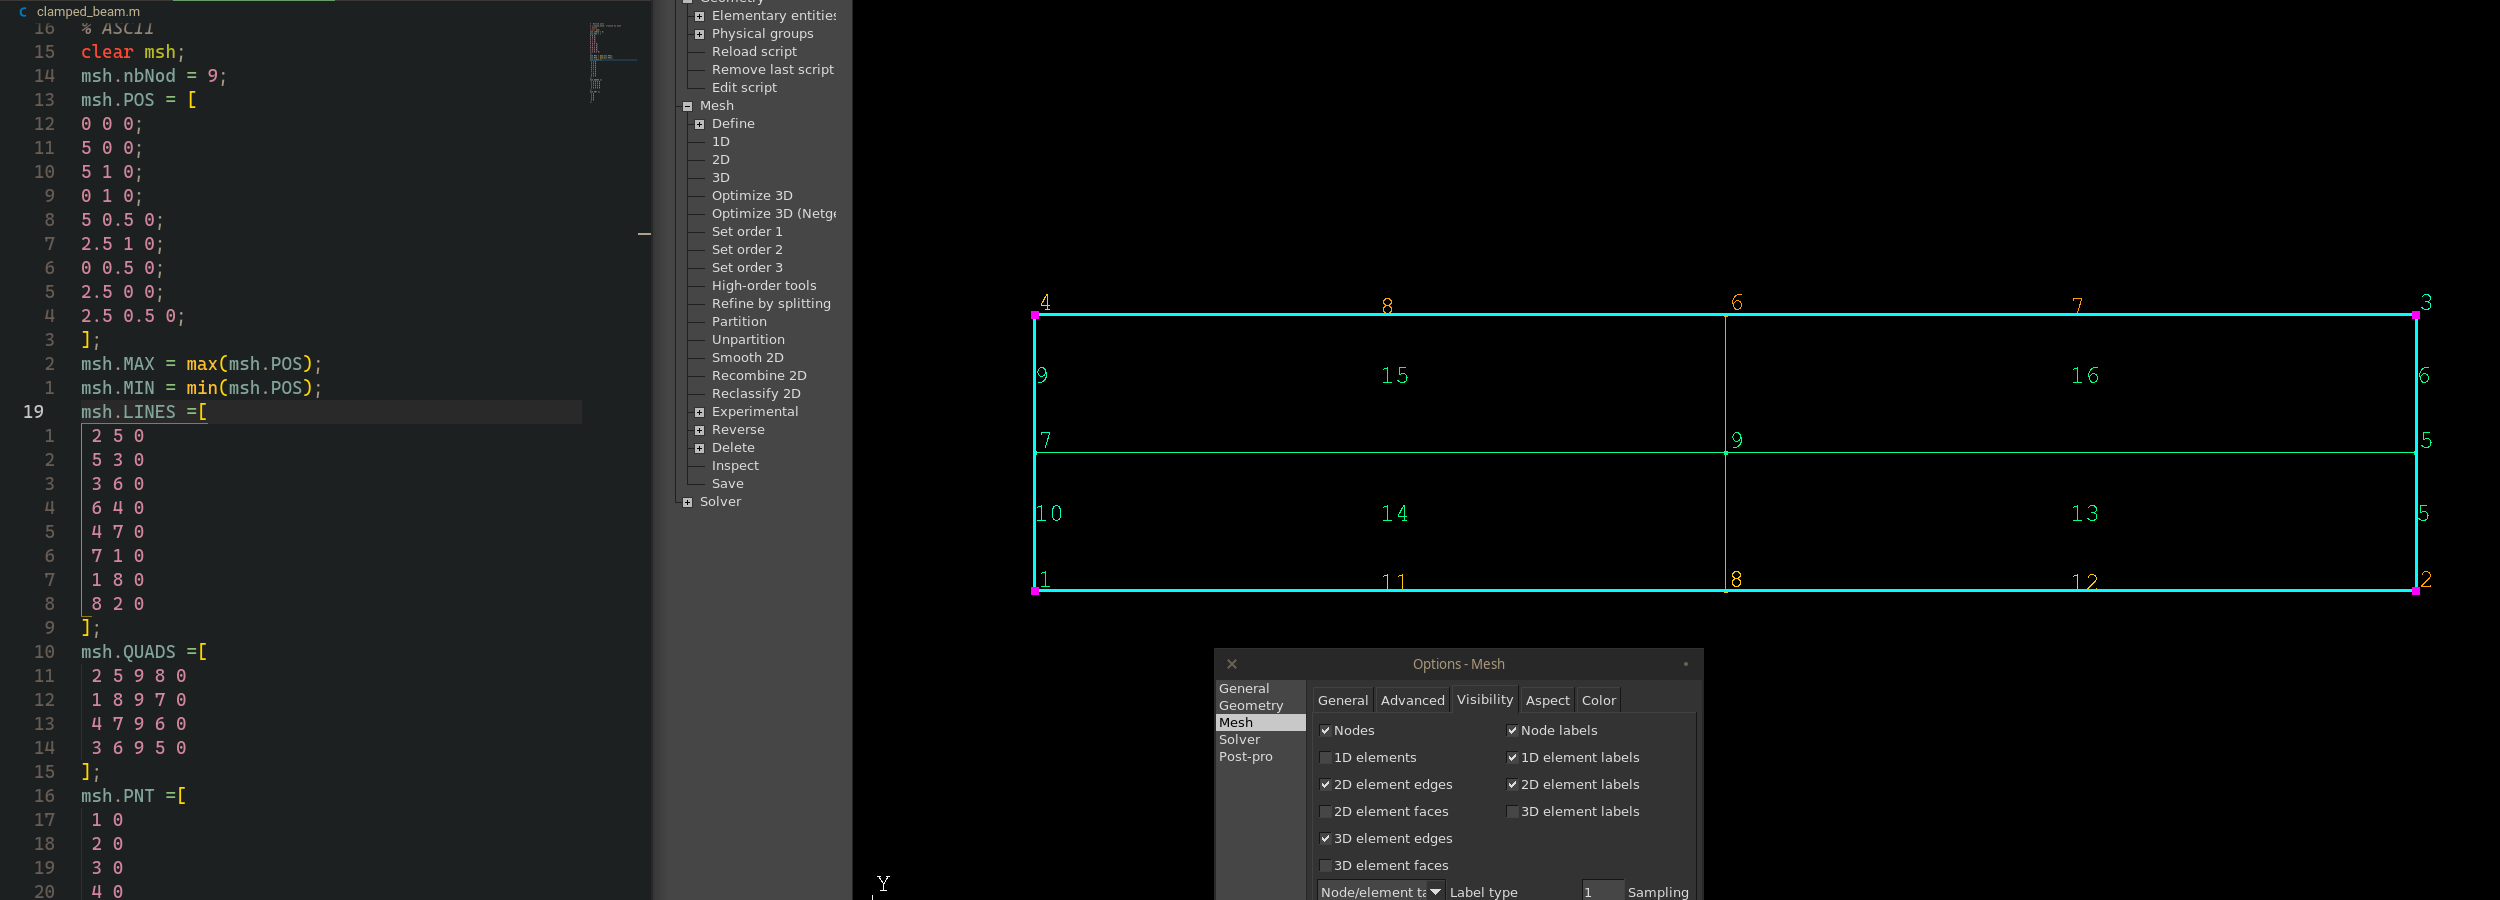 clamped_beam.m
16 % ASCII
15 clear msh;
14 msh.nbNod = 9;
13 msh.POS = [
12 0 0 0;
11 5 0 0;
10 5 1 0;
9 0 1 0;
8 5 0.5 0;
7 2.5 1 0;
6 0 0.5 0;
5 2.5 0 0;
4 2.5 0.5 0;
3 ];
2 msh.MAX = max(msh.POS);
1 msh.MIN = min(msh.POS);
19 msh.LINES =[
1 2 5 0
2 5 3 0
3 3 6 0
4 6 4 0
5 4 7 0
6 7 1 0
7 1 8 0
8 8 2 0
9 ];
10 msh.QUADS =[
11 2 5 9 8 0
12 1 8 9 7 0
13 4 7 9 6 0
14 3 6 9 5 0
15 ];
16 msh.PNT =[
17 1 0
18 2 0
19 3 0
20 4 0
Geometry
Elementary entities
Physical groups
Reload script
Remove last script
Edit script
Mesh
Define
1D
2D
3D
Optimize 3D
Optimize 3D (Netge
Set order 1
Set order 2
Set order 3
High-order tools
Refine by splitting
Partition
Unpartition
Smooth 2D
Recombine 2D
Reclassify 2D
Experimental
Reverse
Delete
Inspect
Save
Solver
4 8 6 7 3
9 15 16 6
7 9 5
10 14 13 5
1 11 8 12 2
Y
Options - Mesh
General
Geometry
Mesh
Solver
Post-pro
General Advanced Visibility Aspect Color
Nodes Node labels
1D elements 1D element labels
2D element edges 2D element labels
2D element faces 3D element labels
3D element edges
3D element faces
Node/element ta Label type 1 Sampling